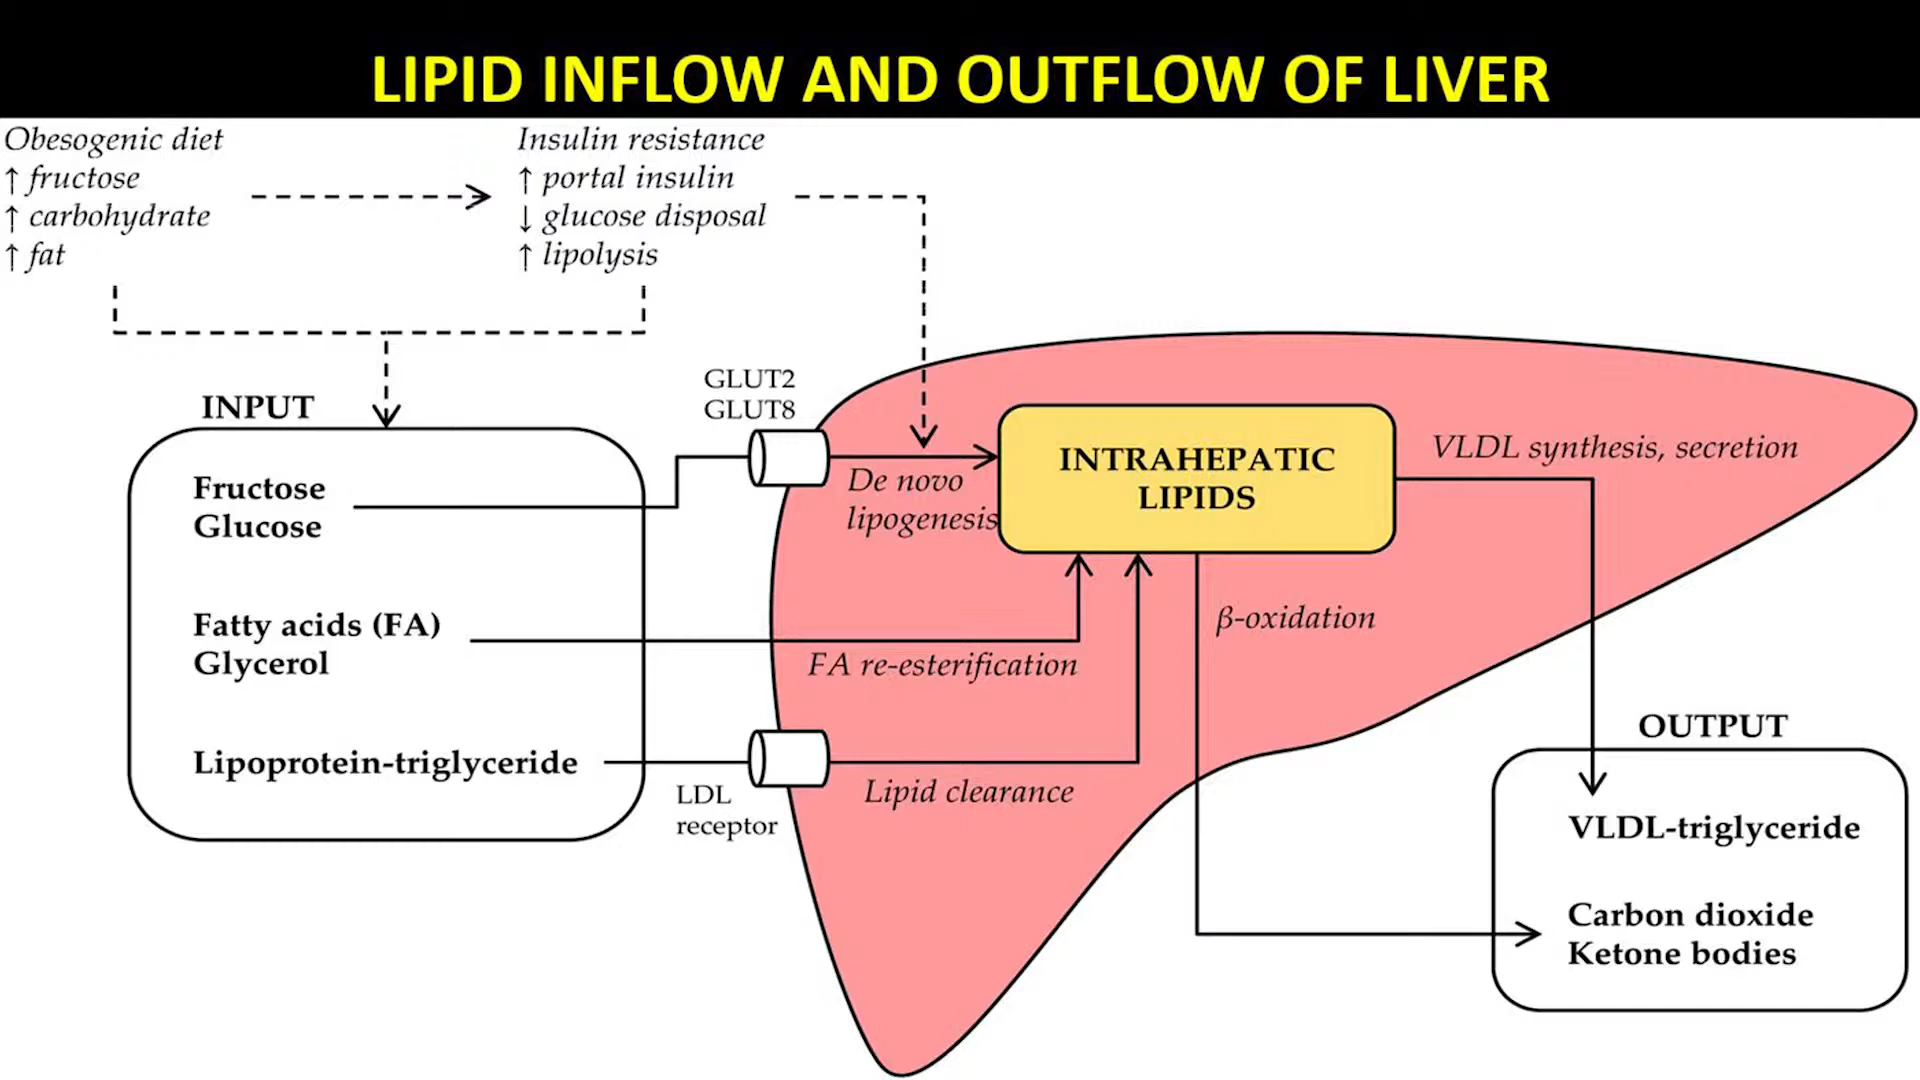 LIPID INFLOW AND OUTFLOW OF LIVER
Obesogenic diet
↑ fructose
↑ carbohydrate
↑ fat
Insulin resistance
↑ portal insulin
↓ glucose disposal
↑ lipolysis
INPUT
Fructose
Glucose
Fatty acids (FA)
Glycerol
Lipoprotein-triglyceride
GLUT2
GLUT8
LDL
receptor
De novo
lipogenesis
FA re-esterification
Lipid clearance
INTRAHEPATIC
LIPIDS
β-oxidation
VLDL synthesis, secretion
OUTPUT
VLDL-triglyceride
Carbon dioxide
Ketone bodies